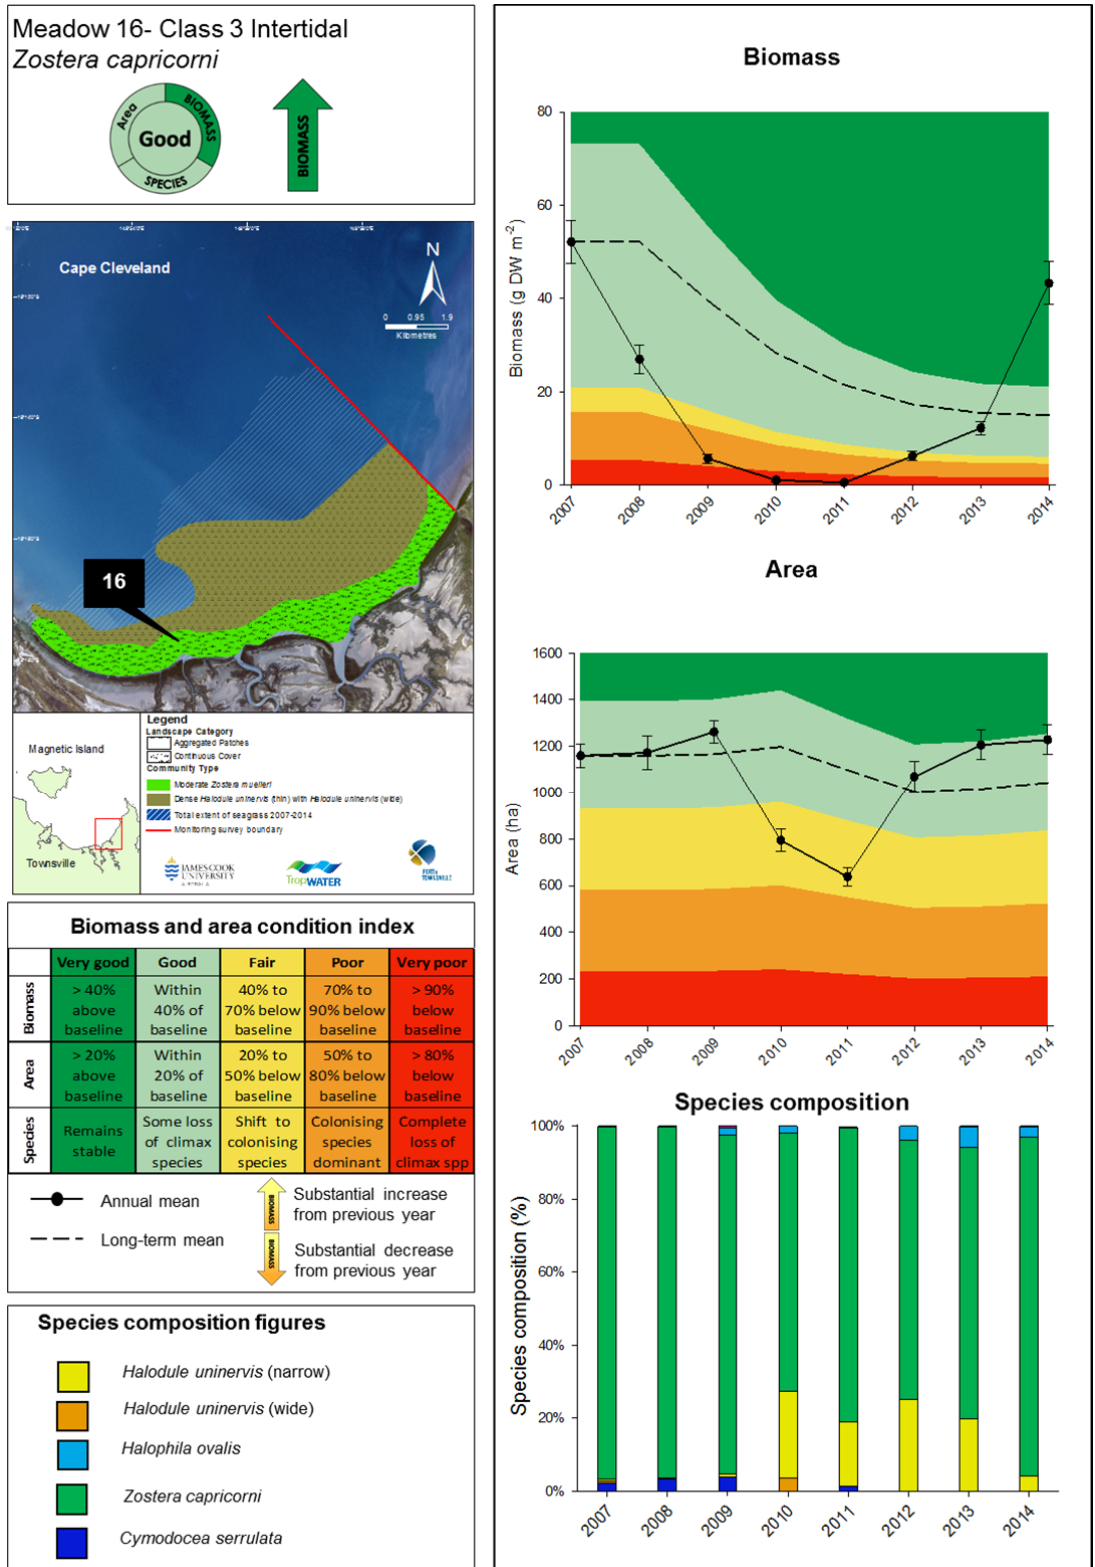 Meadow 16- Class 3 Intertidal
Zostera capricorni
Area
BIOMASS
Good
SPECIES
BIOMASS
Cape Cleveland
N
0 0.95 1.9
Kilometres
16
Magnetic Island
Townsville
Legend
Landscape Category
Aggregated Patches
Continuous Cover
Community Type
Moderate Zostera muelleri
Dense Halodule uninervis (thin) with Halodule uninervis (wide)
Total extent of seagrass 2007-2014
Monitoring survey boundary
JAMES COOK
UNIVERSITY
AUSTRALIA
TropWATER
PORT of
TOWNSVILLE
Biomass and area condition index
Very good Good Fair Poor Very poor
Biomass
> 40% above baseline
Within 40% of baseline
40% to 70% below baseline
70% to 90% below baseline
> 90% below baseline
Area
> 20% above baseline
Within 20% of baseline
20% to 50% below baseline
50% to 80% below baseline
> 80% below baseline
Species
Remains stable
Some loss of climax species
Shift to colonising species
Colonising species dominant
Complete loss of climax spp
Annual mean
Long-term mean
BIOMASS
Substantial increase
from previous year
BIOMASS
Substantial decrease
from previous year
Species composition figures
Halodule uninervis (narrow)
Halodule uninervis (wide)
Halophila ovalis
Zostera capricorni
Cymodocea serrulata
Biomass
Biomass (g DW m-2)
80
60
40
20
0
2007 2008 2009 2010 2011 2012 2013 2014
Area
Area (ha)
1600
1400
1200
1000
800
600
400
200
0
2007 2008 2009 2010 2011 2012 2013 2014
Species composition
Species composition (%)
100%
80%
60%
40%
20%
0%
2007 2008 2009 2010 2011 2012 2013 2014